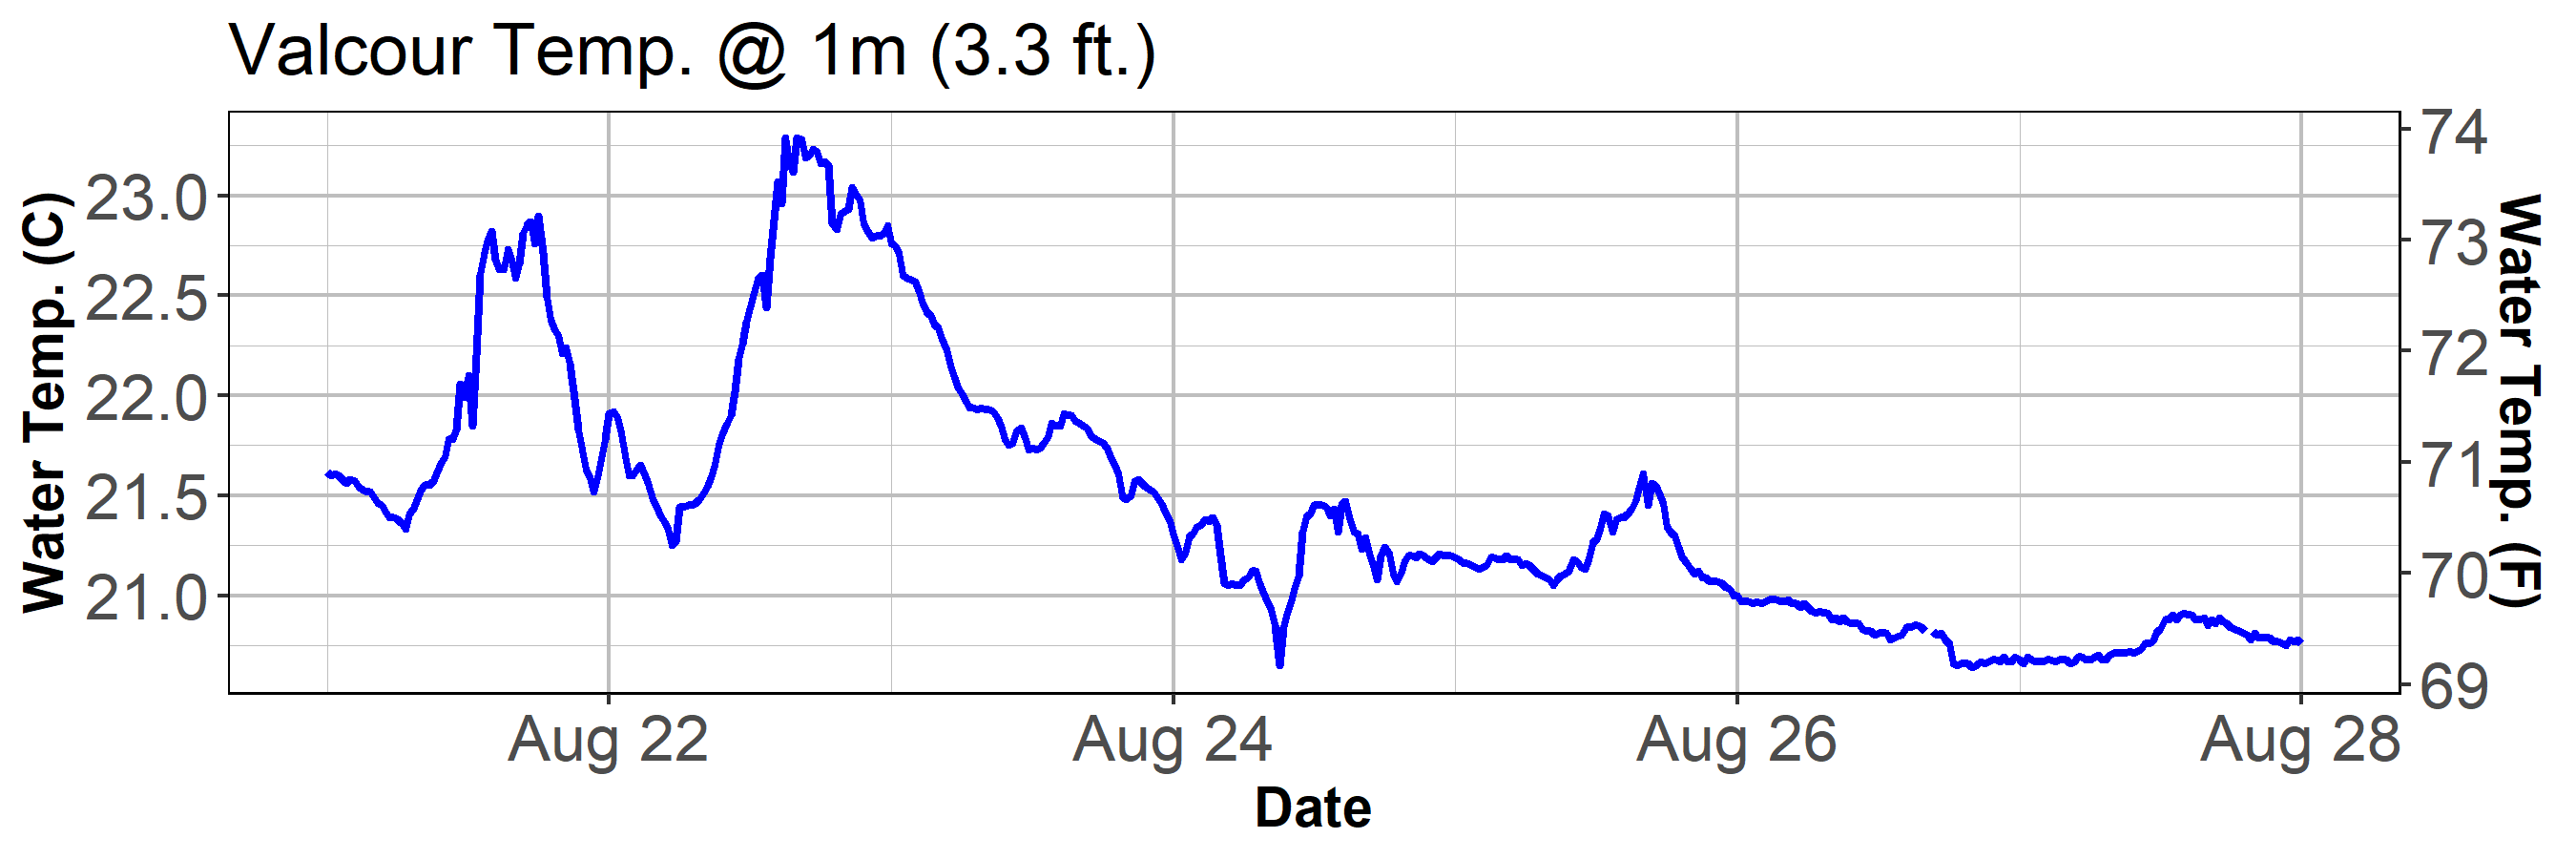 Valcour Temp. @ 1m (3.3 ft.)
Water Temp. (C)
23.0
22.5
22.0
21.5
21.0
74
73
72
71
70
69
Water Temp. (F)
Aug 22
Aug 24
Aug 26
Aug 28
Date